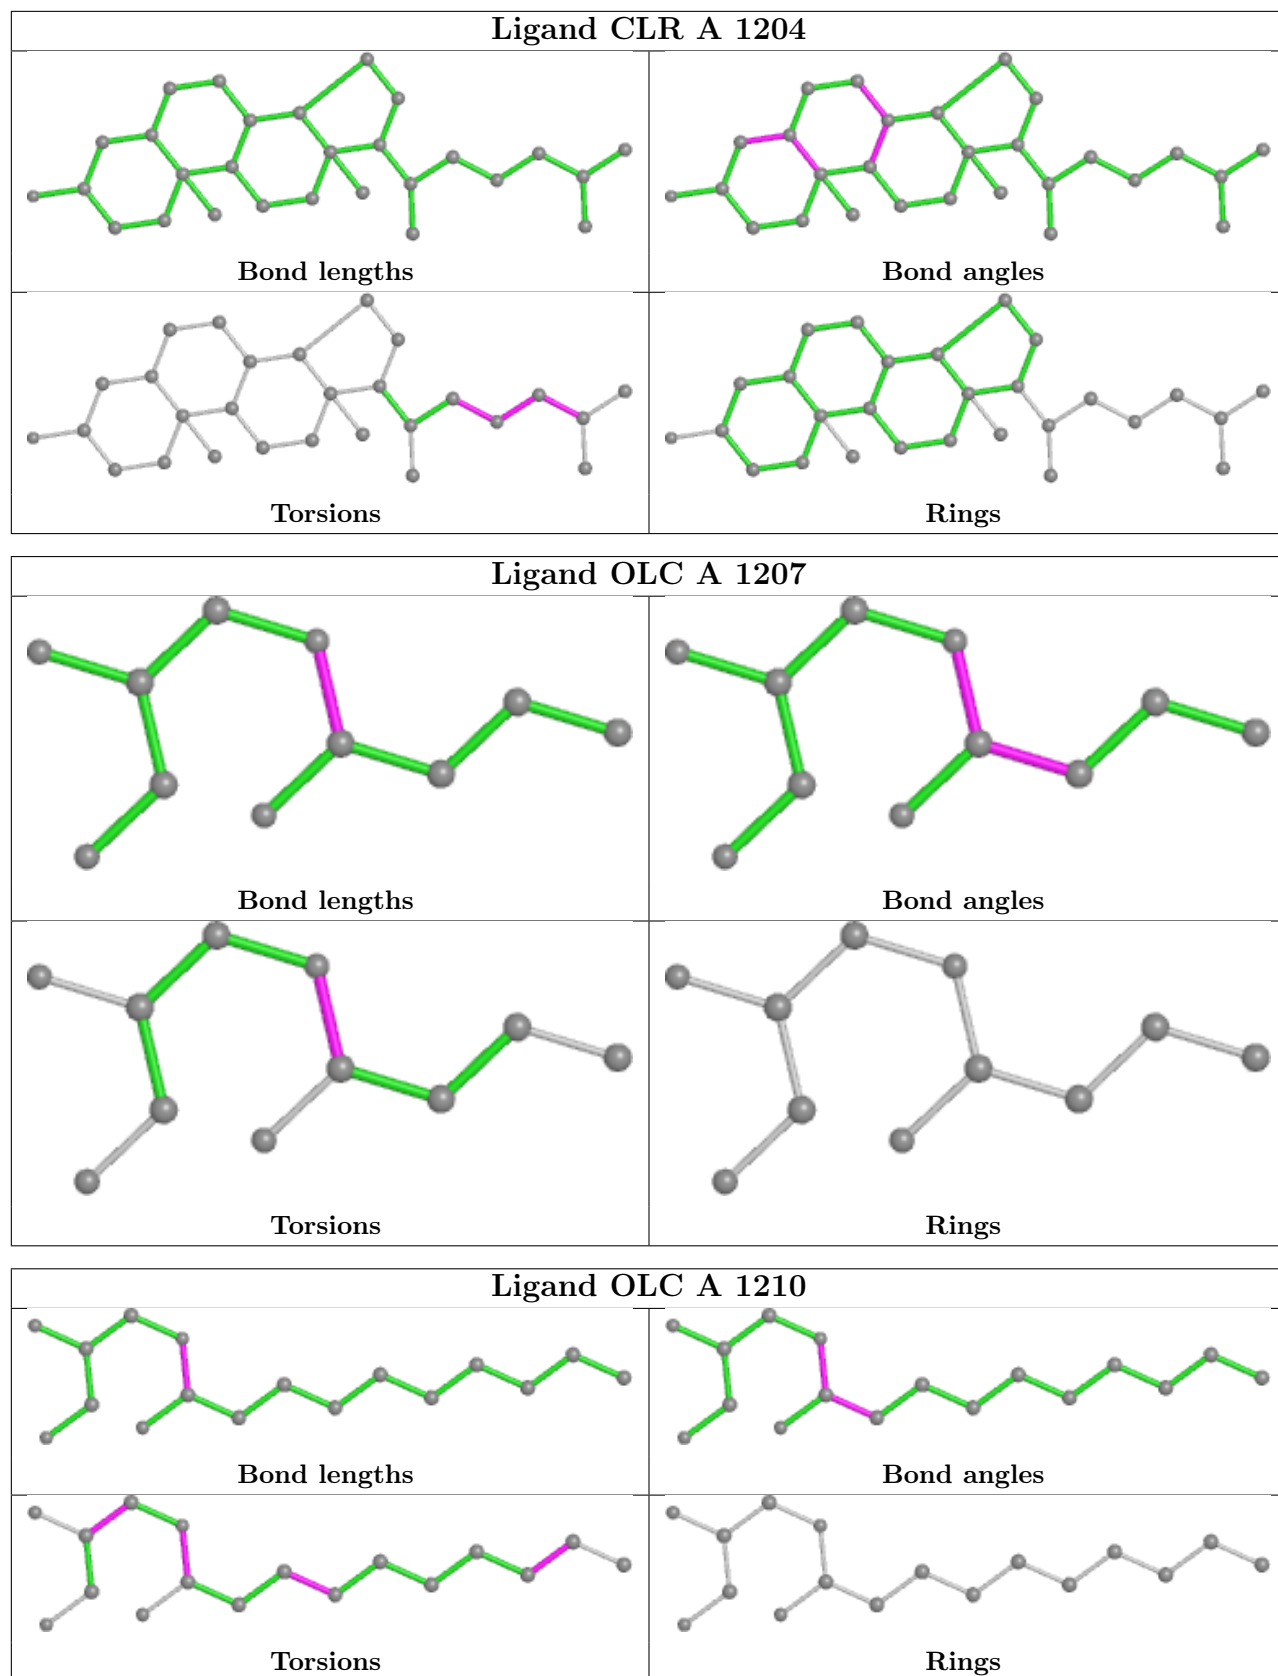 Ligand CLR A 1204
Bond lengths
Bond angles
Torsions
Rings
Ligand OLC A 1207
Bond lengths
Bond angles
Torsions
Rings
Ligand OLC A 1210
Bond lengths
Bond angles
Torsions
Rings